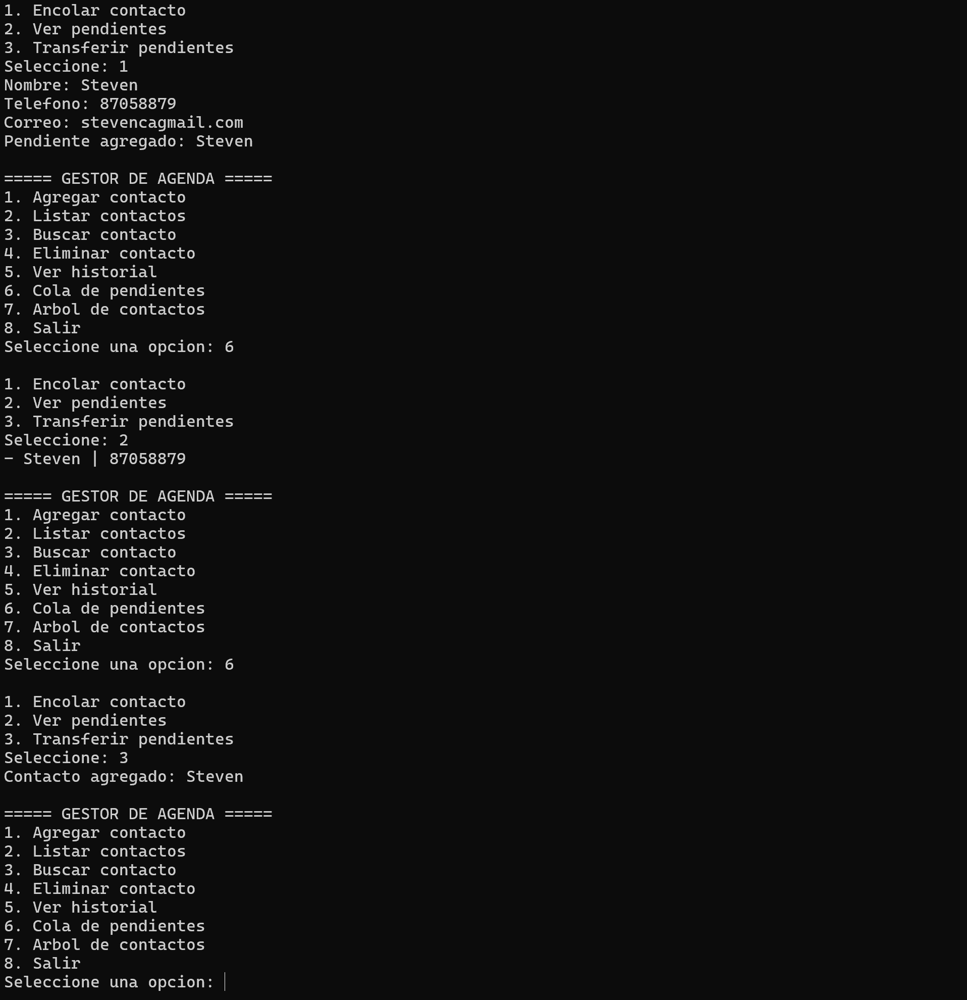 1. Encolar contacto
2. Ver pendientes
3. Transferir pendientes
Seleccione: 1
Nombre: Steven
Telefono: 87058879
Correo: stevencagmail.com
Pendiente agregado: Steven

===== GESTOR DE AGENDA =====
1. Agregar contacto
2. Listar contactos
3. Buscar contacto
4. Eliminar contacto
5. Ver historial
6. Cola de pendientes
7. Arbol de contactos
8. Salir
Seleccione una opcion: 6

1. Encolar contacto
2. Ver pendientes
3. Transferir pendientes
Seleccione: 2
- Steven | 87058879

===== GESTOR DE AGENDA =====
1. Agregar contacto
2. Listar contactos
3. Buscar contacto
4. Eliminar contacto
5. Ver historial
6. Cola de pendientes
7. Arbol de contactos
8. Salir
Seleccione una opcion: 6

1. Encolar contacto
2. Ver pendientes
3. Transferir pendientes
Seleccione: 3
Contacto agregado: Steven

===== GESTOR DE AGENDA =====
1. Agregar contacto
2. Listar contactos
3. Buscar contacto
4. Eliminar contacto
5. Ver historial
6. Cola de pendientes
7. Arbol de contactos
8. Salir
Seleccione una opcion: